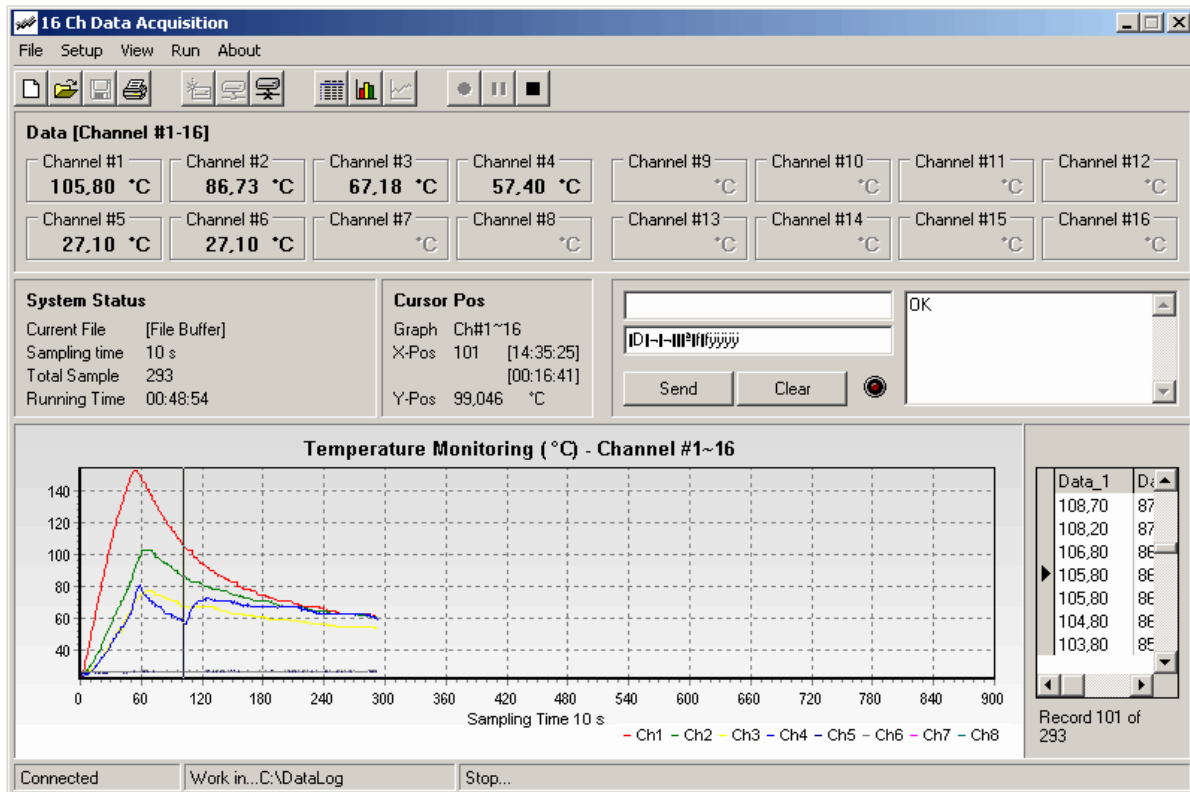 16 Ch Data Acquisition
File Setup View Run About
Data [Channel #1-16]
Channel #1 Channel #2 Channel #3 Channel #4 Channel #9 Channel #10 Channel #11 Channel #12
105,80 °C 86,73 °C 67,18 °C 57,40 °C °C °C °C °C
Channel #5 Channel #6 Channel #7 Channel #8 Channel #13 Channel #14 Channel #15 Channel #16
27,10 °C 27,10 °C °C °C °C °C °C °C
System Status
Current File [File Buffer]
Sampling time 10 s
Total Sample 293
Running Time 00:48:54
Cursor Pos
Graph Ch#1~16
X-Pos 101 [14:35:25]
[00:16:41]
Y-Pos 99,046 °C
Send Clear
OK
Temperature Monitoring ( °C) - Channel #1~16
140
120
100
80
60
40
0 60 120 180 240 300 360 420 480 540 600 660 720 780 840 900
Sampling Time 10 s
Ch1 Ch2 Ch3 Ch4 Ch5 Ch6 Ch7 Ch8
Data_1
108,70 87
108,20 87
106,80 86
105,80 86
105,80 86
104,80 86
103,80 85
Record 101 of
293
Connected Work in...C:\DataLog Stop...